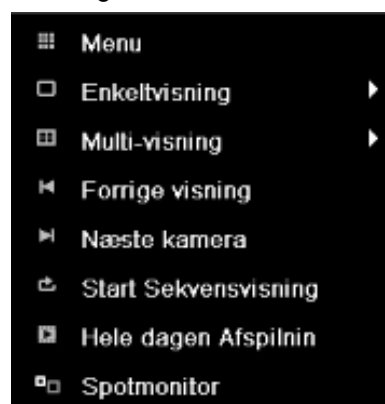 Menu
Enkeltvisning
Multi-visning
Forrige visning
Næste kamera
Start Sekvensvisning
Hele dagen Afspilnin
Spotmonitor